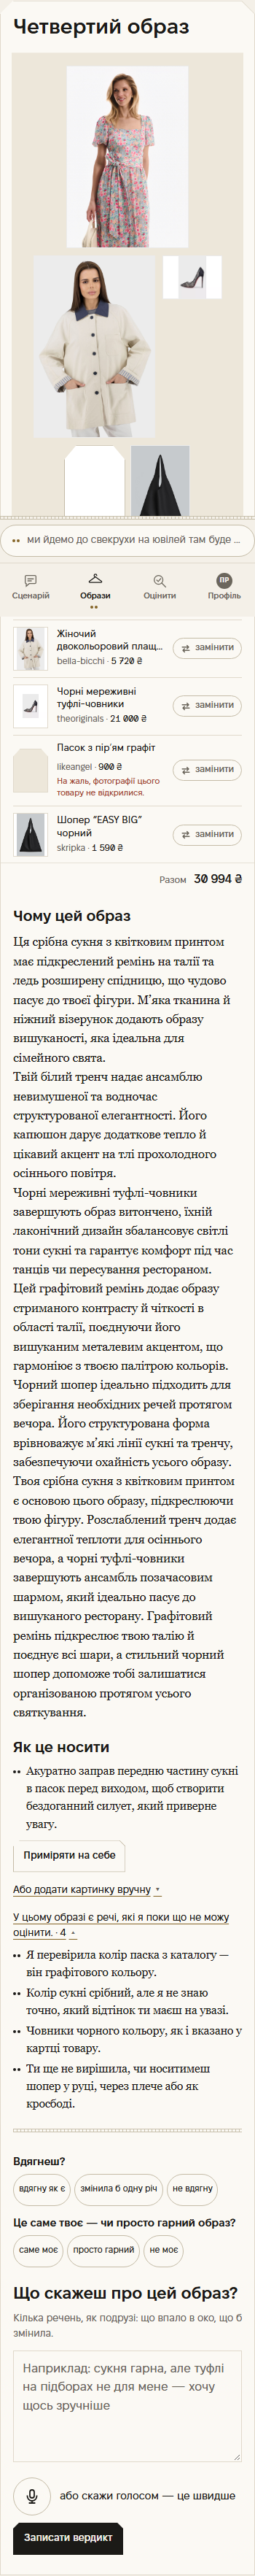 Четвертий образ
ми йдемо до свекрухи на ювілей там буде ...
Сценарій
Образи
Оцінити
ПР
Профіль
Жіночий
двокольоровий плащ...
bella-bicchi · 5 720 ₴
замінити
Чорні мереживні
туфлі-човники
theoriginals · 21 000 ₴
замінити
Пасок з пір'ям графіт
likeangel · 900 ₴
На жаль, фотографії цього
товару не відкрилися.
замінити
Шопер "EASY BIG"
чорний
skripka · 1 590 ₴
замінити
Разом 30 994 ₴
Чому цей образ
Ця срібна сукня з квітковим принтом
має підкреслений ремінь на талії та
ледь розширену спідницю, що чудово
пасує до твоєї фігури. М’яка тканина й
ніжний візерунок додають образу
вишуканості, яка ідеальна для
сімейного свята.
Твій білий тренч надає ансамблю
невимушеної та водночас
структурованої елегантності. Його
капюшон дарує додаткове тепло й
цікавий акцент на тлі прохолодного
осіннього повітря.
Чорні мереживні туфлі-човники
завершують образ витончено, їхній
лаконічний дизайн збалансовує світлі
тони сукні та гарантує комфорт під час
танців чи пересування рестораном.
Цей графітовий ремінь додає образу
стриманого контрасту й чіткості в
області талії, поєднуючи його
вишуканим металевим акцентом, що
гармоніює з твоєю палітрою кольорів.
Чорний шопер ідеально підходить для
зберігання необхідних речей протягом
вечора. Його структурована форма
врівноважує м’які лінії сукні та тренчу,
забезпечуючи охайність усього образу.
Твоя срібна сукня з квітковим принтом
є основою цього образу, підкреслюючи
твою фігуру. Розслаблений тренч додає
елегантної теплоти для осіннього
вечора, а чорні туфлі-човники
завершують ансамбль позачасовим
шармом, який ідеально пасує до
вишуканого ресторану. Графітовий
ремінь підкреслює твою талію й
поєднує всі шари, а стильний чорний
шопер допоможе тобі залишатися
організованою протягом усього
святкування.
Як це носити
Акуратно заправ передню частину сукні
в пасок перед виходом, щоб створити
бездоганний силует, який приверне
увагу.
Приміряти на себе
Або додати картинку вручну
У цьому образі є речі, які я поки що не можу
оцінити. · 4
Я перевірила колір паска з каталогу —
він графітового кольору.
Колір сукні срібний, але я не знаю
точно, який відтінок ти маєш на увазі.
Човники чорного кольору, як і вказано у
картці товару.
Ти ще не вирішила, чи носитимеш
шопер у руці, через плече або як
кросбоді.
Вдягнеш?
вдягну як є
змінила б одну річ
не вдягну
Це саме твоє — чи просто гарний образ?
саме моє
просто гарний
не моє
Що скажеш про цей образ?
Кілька речень, як подрузі: що впало в око, що б
змінила.
Наприклад: сукня гарна, але туфлі
на підборах не для мене — хочу
щось зручніше
або скажи голосом — це швидше
Записати вердикт